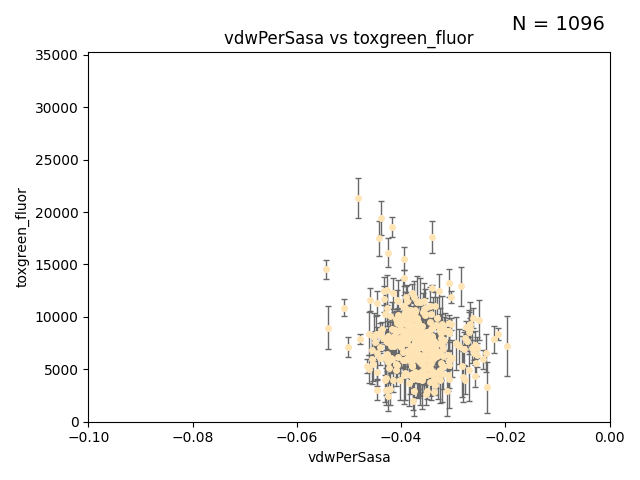 N = 1096
vdwPerSasa vs toxgreen_fluor
35000
30000
25000
20000
15000
10000
5000
0
toxgreen_fluor
−0.10 −0.08 −0.06 −0.04 −0.02 0.00
vdwPerSasa